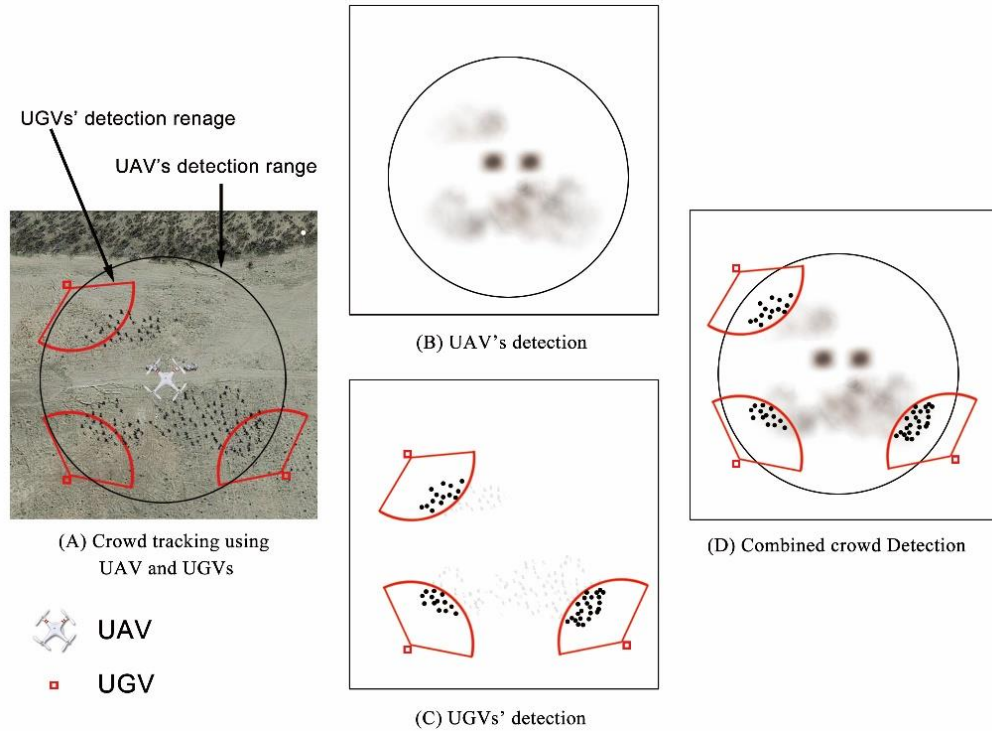 UGVs' detection renage
UAV's detection range
(A) Crowd tracking using
UAV and UGVs
UAV
UGV
(B) UAV's detection
(C) UGVs' detection
(D) Combined crowd Detection